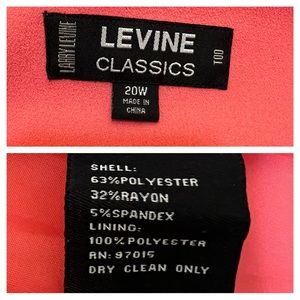 LARRY LEVINE
LEVINE
CLASSICS
TOO
20W
MADE IN
CHINA
SHELL:
63%POLYESTER
32%RAYON
5%SPANDEX
LINING:
100%POLYESTER
RN: 97015
DRY CLEAN ONLY